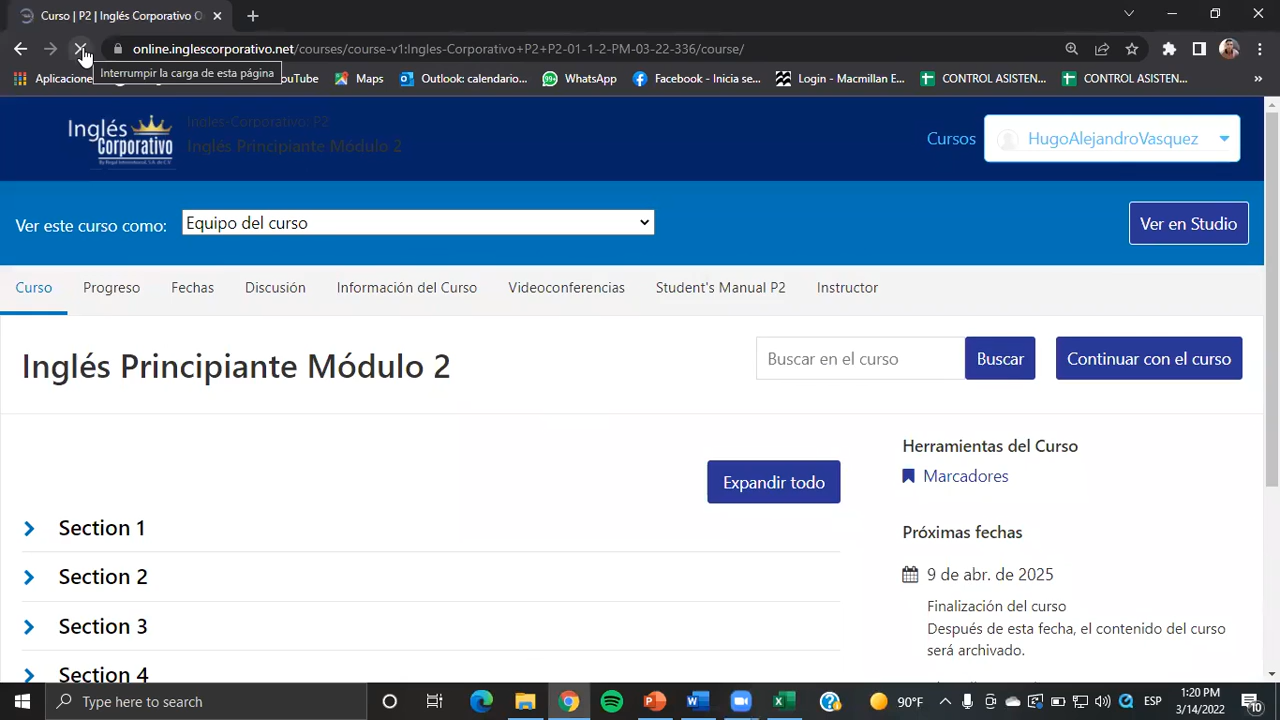 Curso | P2 | Inglés Corporativo O
online.inglescorporativo.net/courses/course-v1:Ingles-Corporativo+P2+P2-01-1-2-PM-03-22-336/course/
Interrumpir la carga de esta página
Aplicacione
uTube
Maps
Outlook: calendario...
WhatsApp
Facebook - Inicia se...
Login - Macmillan E...
CONTROL ASISTEN...
CONTROL ASISTEN...
»
Inglés
Corporativo
Ingles-Corporativo: P2
Inglés Principiante Módulo 2
Cursos
HugoAlejandroVasquez
Ver este curso como:
Equipo del curso
Ver en Studio
Curso
Progreso
Fechas
Discusión
Información del Curso
Videoconferencias
Student's Manual P2
Instructor
Inglés Principiante Módulo 2
Buscar en el curso
Buscar
Continuar con el curso
Herramientas del Curso
Marcadores
Expandir todo
Section 1
Section 2
Section 3
Section 4
Próximas fechas
9 de abr. de 2025
Finalización del curso
Después de esta fecha, el contenido del curso
será archivado.
Type here to search
90°F
ESP
1:20 PM
3/14/2022
10